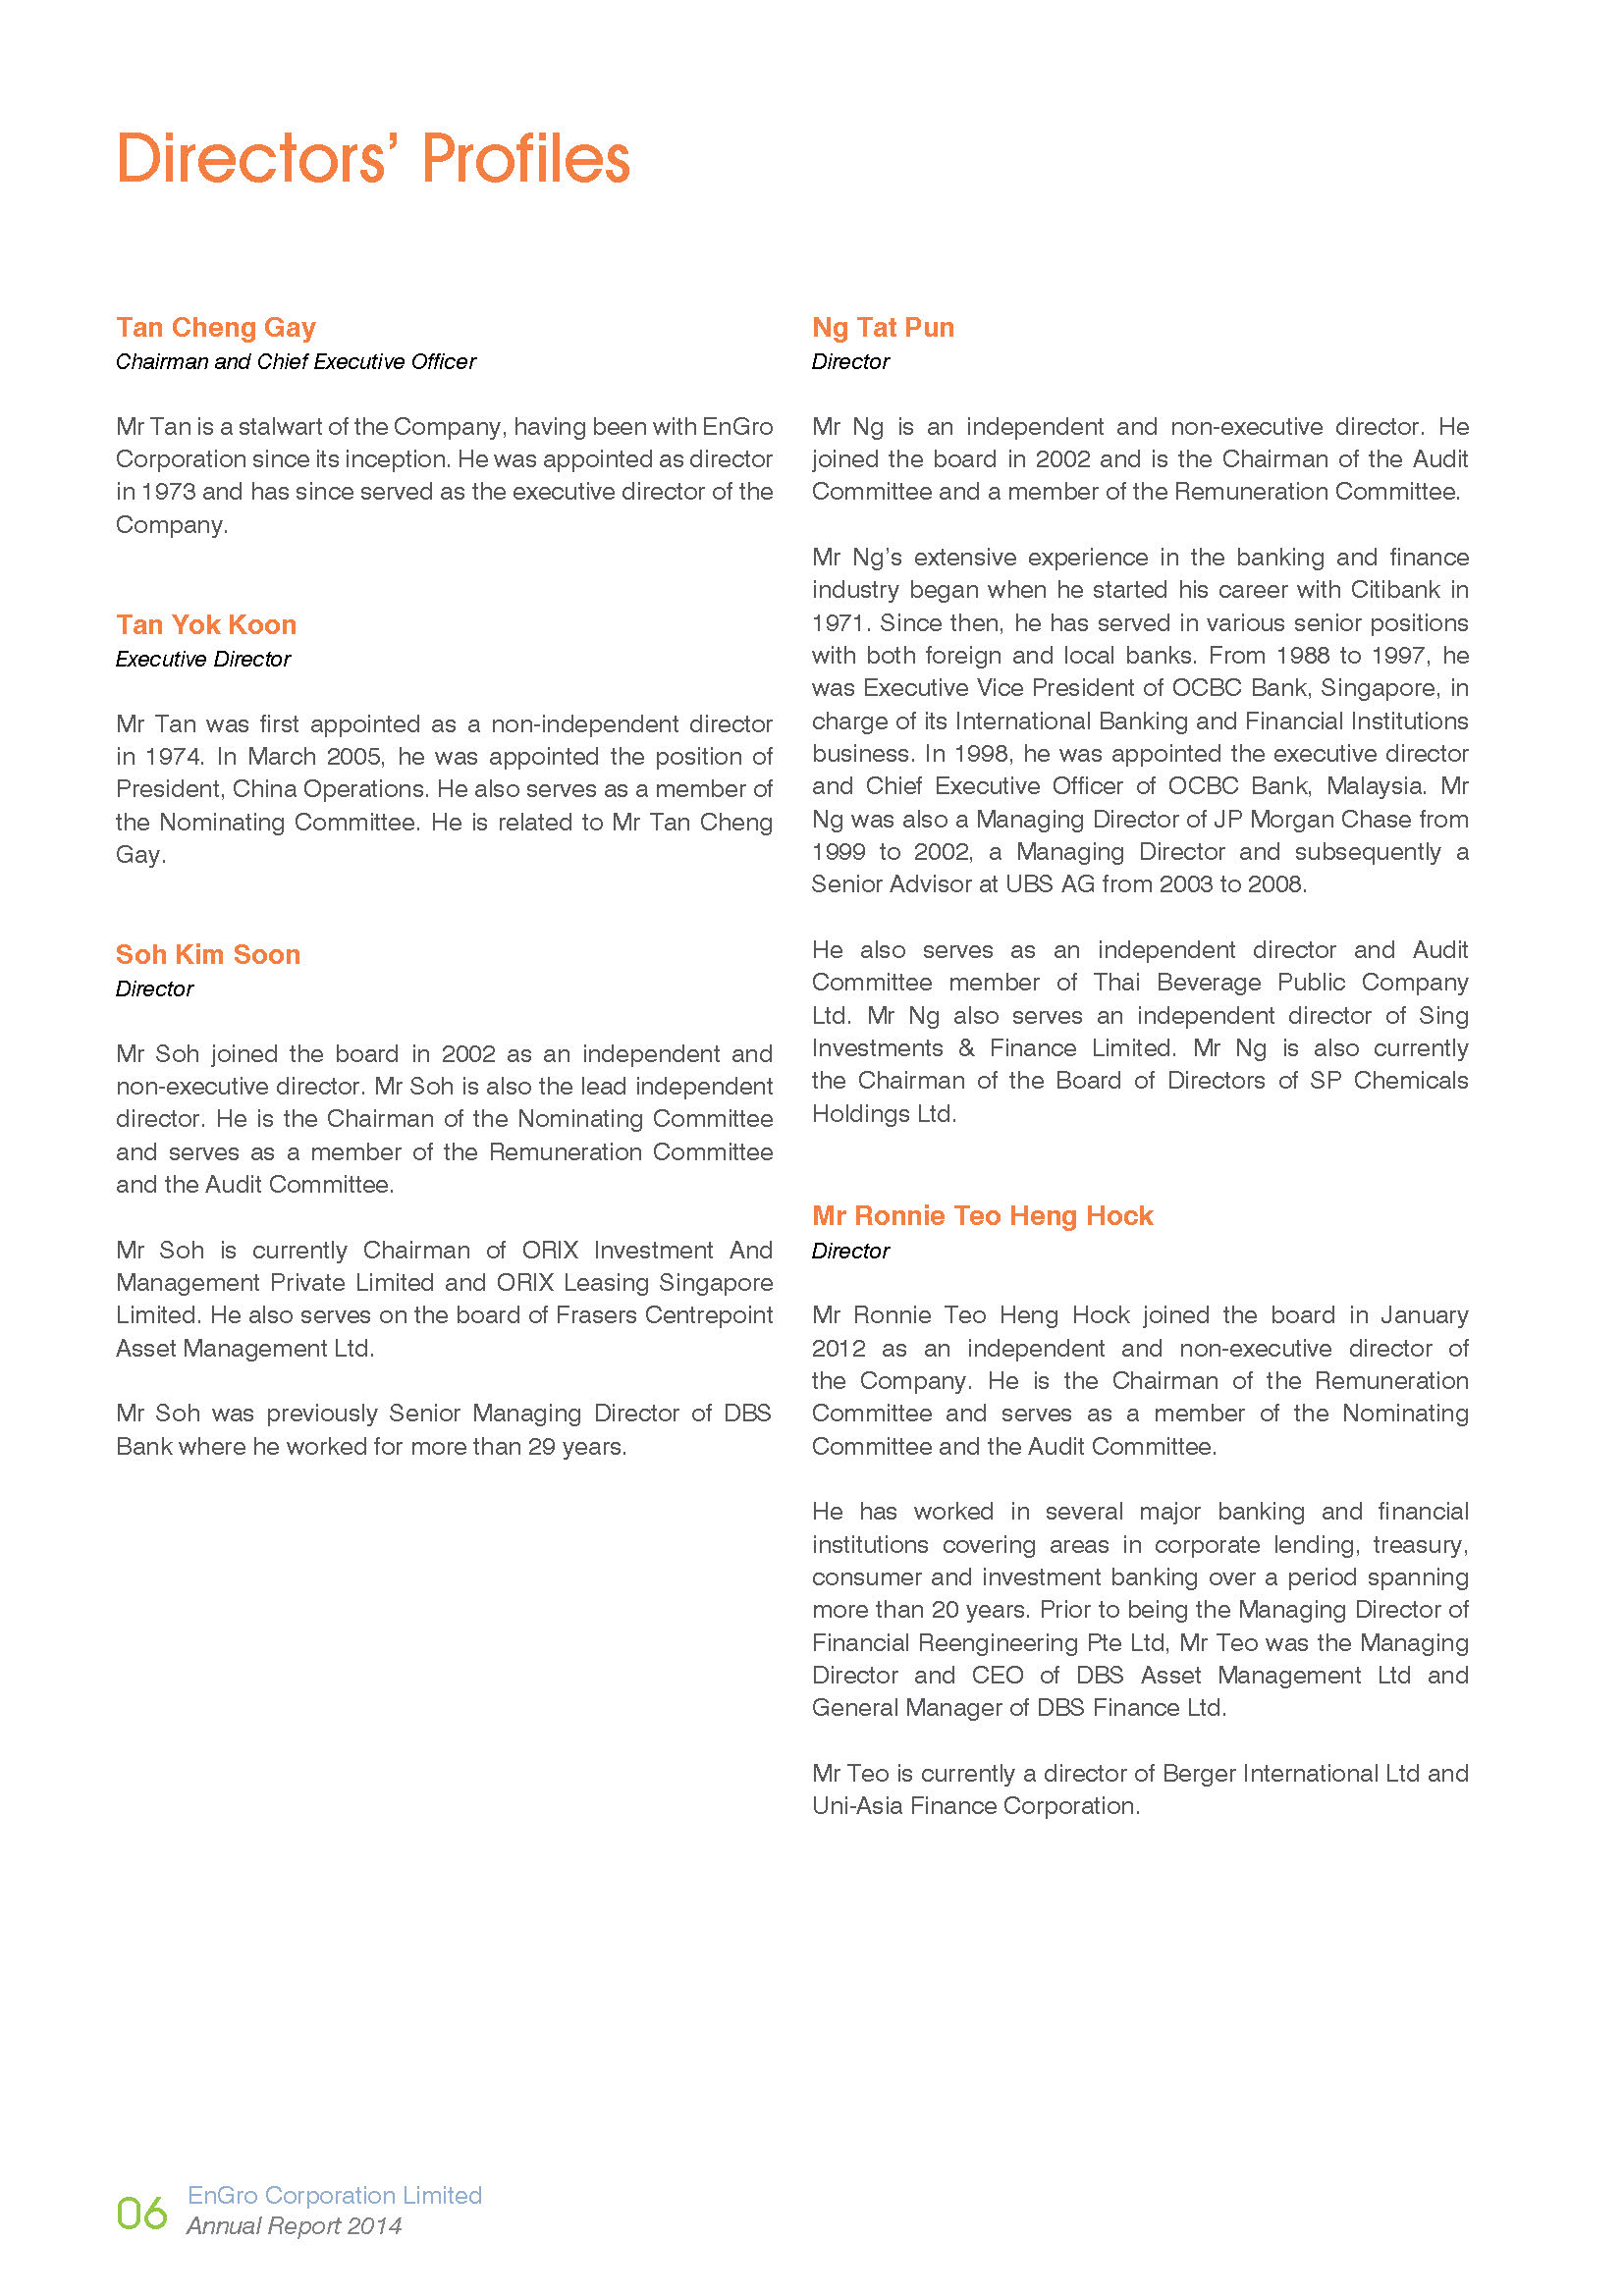 Directors’ Profiles
Tan Cheng Gay
Chairman and Chief Executive Officer
Mr Tan is a stalwart of the Company, having been with EnGro
Corporation since its inception. He was appointed as director
in 1973 and has since served as the executive director of the
Company.
Tan Yok Koon
Executive Director
Mr Tan was first appointed as a non-independent director
in 1974. In March 2005, he was appointed the position of
President, China Operations. He also serves as a member of
the Nominating Committee. He is related to Mr Tan Cheng
Gay.
Soh Kim Soon
Director
Mr Soh joined the board in 2002 as an independent and
non-executive director. Mr Soh is also the lead independent
director. He is the Chairman of the Nominating Committee
and serves as a member of the Remuneration Committee
and the Audit Committee.
Mr Soh is currently Chairman of ORIX Investment And
Management Private Limited and ORIX Leasing Singapore
Limited. He also serves on the board of Frasers Centrepoint
Asset Management Ltd.
Mr Soh was previously Senior Managing Director of DBS
Bank where he worked for more than 29 years.
Ng Tat Pun
Director
Mr Ng is an independent and non-executive director. He
joined the board in 2002 and is the Chairman of the Audit
Committee and a member of the Remuneration Committee.
Mr Ng’s extensive experience in the banking and finance
industry began when he started his career with Citibank in
1971. Since then, he has served in various senior positions
with both foreign and local banks. From 1988 to 1997, he
was Executive Vice President of OCBC Bank, Singapore, in
charge of its International Banking and Financial Institutions
business. In 1998, he was appointed the executive director
and Chief Executive Officer of OCBC Bank, Malaysia. Mr
Ng was also a Managing Director of JP Morgan Chase from
1999 to 2002, a Managing Director and subsequently a
Senior Advisor at UBS AG from 2003 to 2008.
He also serves as an independent director and Audit
Committee member of Thai Beverage Public Company
Ltd. Mr Ng also serves an independent director of Sing
Investments & Finance Limited. Mr Ng is also currently
the Chairman of the Board of Directors of SP Chemicals
Holdings Ltd.
Mr Ronnie Teo Heng Hock
Director
Mr Ronnie Teo Heng Hock joined the board in January
2012 as an independent and non-executive director of
the Company. He is the Chairman of the Remuneration
Committee and serves as a member of the Nominating
Committee and the Audit Committee.
He has worked in several major banking and financial
institutions covering areas in corporate lending, treasury,
consumer and investment banking over a period spanning
more than 20 years. Prior to being the Managing Director of
Financial Reengineering Pte Ltd, Mr Teo was the Managing
Director and CEO of DBS Asset Management Ltd and
General Manager of DBS Finance Ltd.
Mr Teo is currently a director of Berger International Ltd and
Uni-Asia Finance Corporation.
06
EnGro Corporation Limited
Annual Report 2014